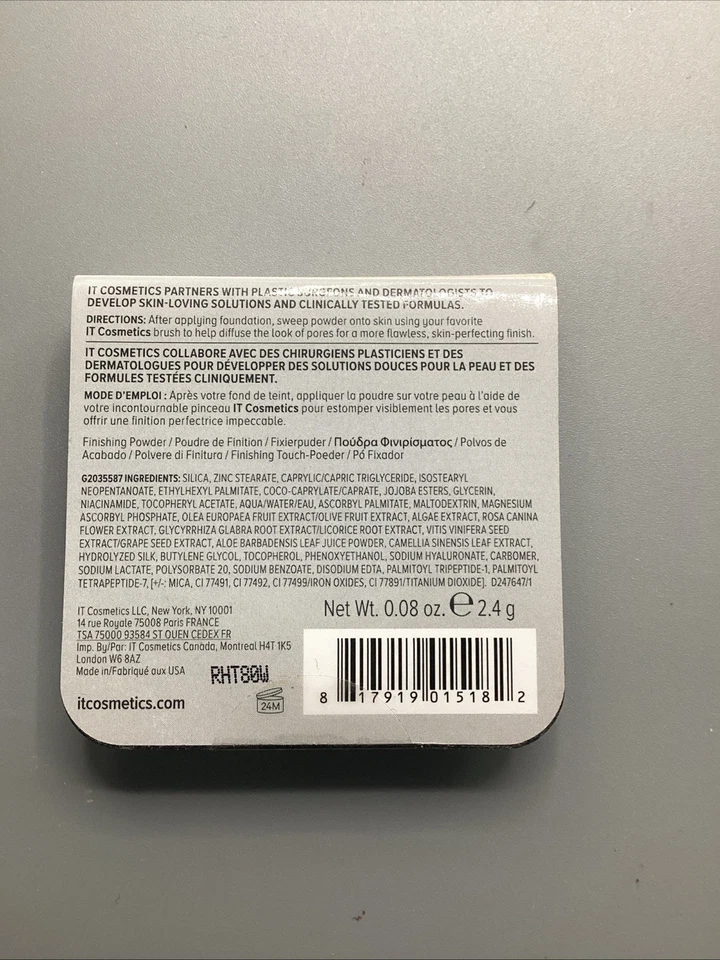 IT COSMETICS PARTNERS WITH PLASTIC SURGEONS AND DERMATOLOGISTS TO
DEVELOP SKIN-LOVING SOLUTIONS AND CLINICALLY TESTED FORMULAS.
DIRECTIONS: After applying foundation, sweep powder onto skin using your favorite
IT Cosmetics brush to help diffuse the look of pores for a more flawless, skin-perfecting finish.
IT COSMETICS COLLABORE AVEC DES CHIRURGIENS PLASTICIENS ET DES
DERMATOLOGUES POUR DÉVELOPPER DES SOLUTIONS DOUCES POUR LA PEAU ET DES
FORMULES TESTÉES CLINIQUEMENT.
MODE D'EMPLOI : Après votre fond de teint, appliquer la poudre sur votre peau à l'aide de
votre incontournable pinceau IT Cosmetics pour estomper visiblement les pores et vous
offrir une finition perfectrice impeccable.
Finishing Powder / Poudre de Finition / Fixierpuder / Πούδρα Φινιρίσματος / Polvos de
Acabado / Polvere di Finitura / Finishing Touch-Poeder / Pó Fixador
G2035587 INGREDIENTS: SILICA, ZINC STEARATE, CAPRYLIC/CAPRIC TRIGLYCERIDE, ISOSTEARYL
NEOPENTANOATE, ETHYLHEXYL PALMITATE, COCO-CAPRYLATE/CAPRATE, JOJOBA ESTERS, GLYCERIN,
NIACINAMIDE, TOCOPHERYL ACETATE, AQUA/WATER/EAU, ASCORBYL PALMITATE, MALTODEXTRIN, MAGNESIUM
ASCORBYL PHOSPHATE, OLEA EUROPAEA FRUIT EXTRACT/OLIVE FRUIT EXTRACT, ALGAE EXTRACT, ROSA CANINA
FLOWER EXTRACT, GLYCYRRHIZA GLABRA ROOT EXTRACT/LICORICE ROOT EXTRACT, VITIS VINIFERA SEED
EXTRACT/GRAPE SEED EXTRACT, ALOE BARBADENSIS LEAF JUICE POWDER, CAMELLIA SINENSIS LEAF EXTRACT,
HYDROLYZED SILK, BUTYLENE GLYCOL, TOCOPHEROL, PHENOXYETHANOL, SODIUM HYALURONATE, CARBOMER,
SODIUM LACTATE, POLYSORBATE 20, SODIUM BENZOATE, DISODIUM EDTA, PALMITOYL TRIPEPTIDE-1, PALMITOYL
TETRAPEPTIDE-7, [+/-: MICA, CI 77491, CI 77492, CI 77499/IRON OXIDES, CI 77891/TITANIUM DIOXIDE]. D247647/1
IT Cosmetics LLC, New York, NY 10001
14 rue Royale 75008 Paris FRANCE
TSA 75000 93584 ST OUEN CEDEX FR
Imp. By/Par: IT Cosmetics Canada, Montreal H4T 1K5
London W6 8AZ
Made in/Fabriqué aux USA
RHT80W
itcosmetics.com
24M
Net Wt. 0.08 oz. ℮ 2.4 g
8 17919 01518 2